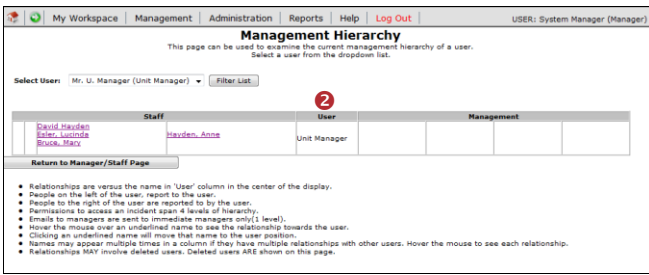 My Workspace | Management | Administration | Reports | Help | Log Out | USER: System Manager (Manager)
Management Hierarchy
This page can be used to examine the current management hierarchy of a user.
Select a user from the dropdown list.
Select User: Mr. U. Manager (Unit Manager) Filter List
2
Staff User Management
David Hayden
Esler, Lucinda Hayden, Anne Unit Manager
Bruce, Mary
Return to Manager/Staff Page
• Relationships are versus the name in 'User' column in the center of the display.
• People on the left of the user, report to the user.
• People to the right of the user are reported to by the user.
• Permissions to access an incident span 4 levels of hierarchy.
• Emails to managers are sent to immediate managers only(1 level).
• Hover the mouse over an underlined name to see the relationship towards the user.
• Clicking an underlined name will move that name to the user position.
• Names may appear multiple times in a column if they have multiple relationships with other users. Hover the mouse to see each relationship.
• Relationships MAY involve deleted users. Deleted users ARE shown on this page.